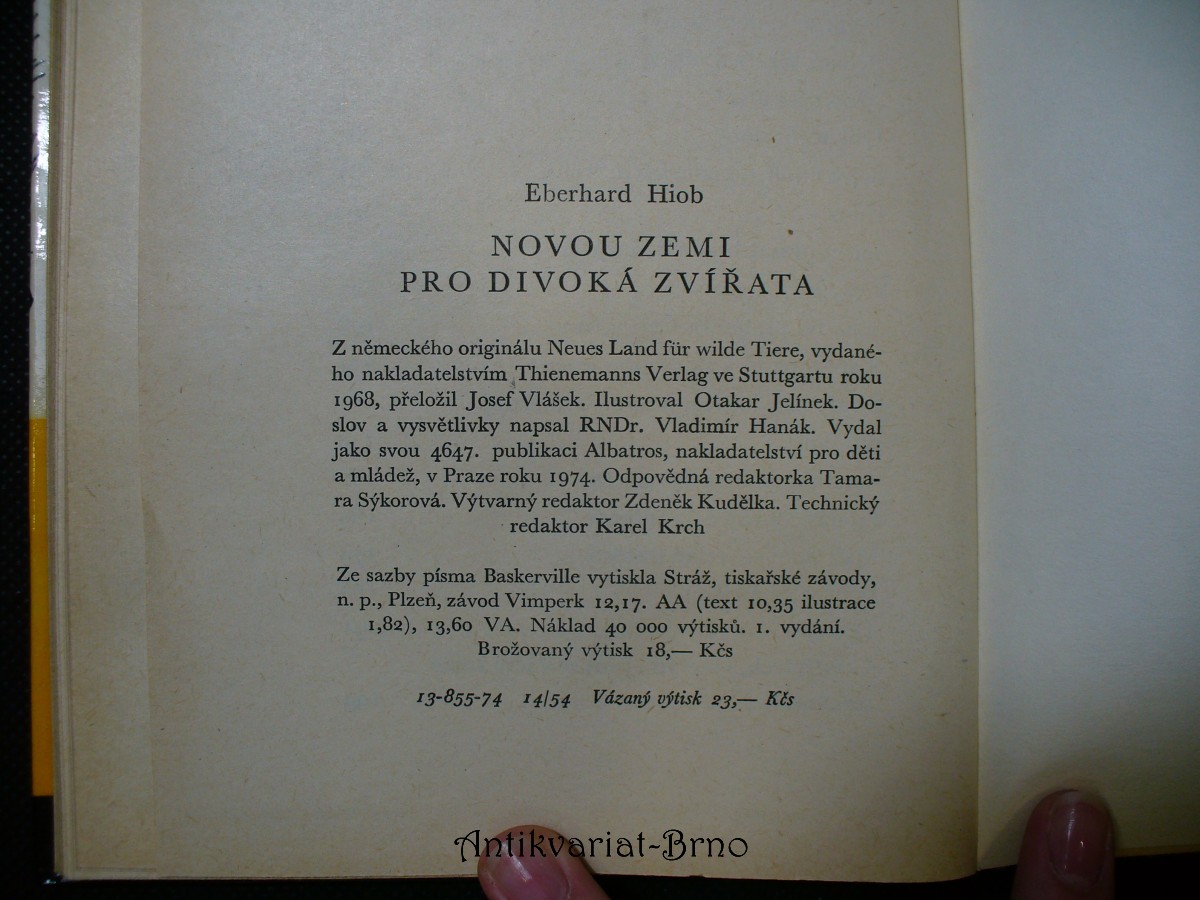 Eberhard Hiob
NOVOU ZEMI
PRO DIVOKÁ ZVÍŘATA
Z německého originálu Neues Land für wilde Tiere, vydané-
ho nakladatelstvím Thienemanns Verlag ve Stuttgartu roku
1968, přeložil Josef Vlášek. Ilustroval Otakar Jelínek. Do-
slov a vysvětlivky napsal RNDr. Vladimír Hanák. Vydal
jako svou 4647. publikaci Albatros, nakladatelství pro děti
a mládež, v Praze roku 1974. Odpovědná redaktorka Tama-
ra Sýkorová. Výtvarný redaktor Zdeněk Kudělka. Technický
redaktor Karel Krch
Ze sazby písma Baskerville vytiskla Stráž, tiskařské závody,
n. p., Plzeň, závod Vimperk 12,17. AA (text 10,35 ilustrace
1,82), 13,60 VA. Náklad 40 000 výtisků. 1. vydání.
Brožovaný výtisk 18,— Kčs
13-855-74 14/54 Vázaný výtisk 23,— Kčs
Antikvariat-Brno